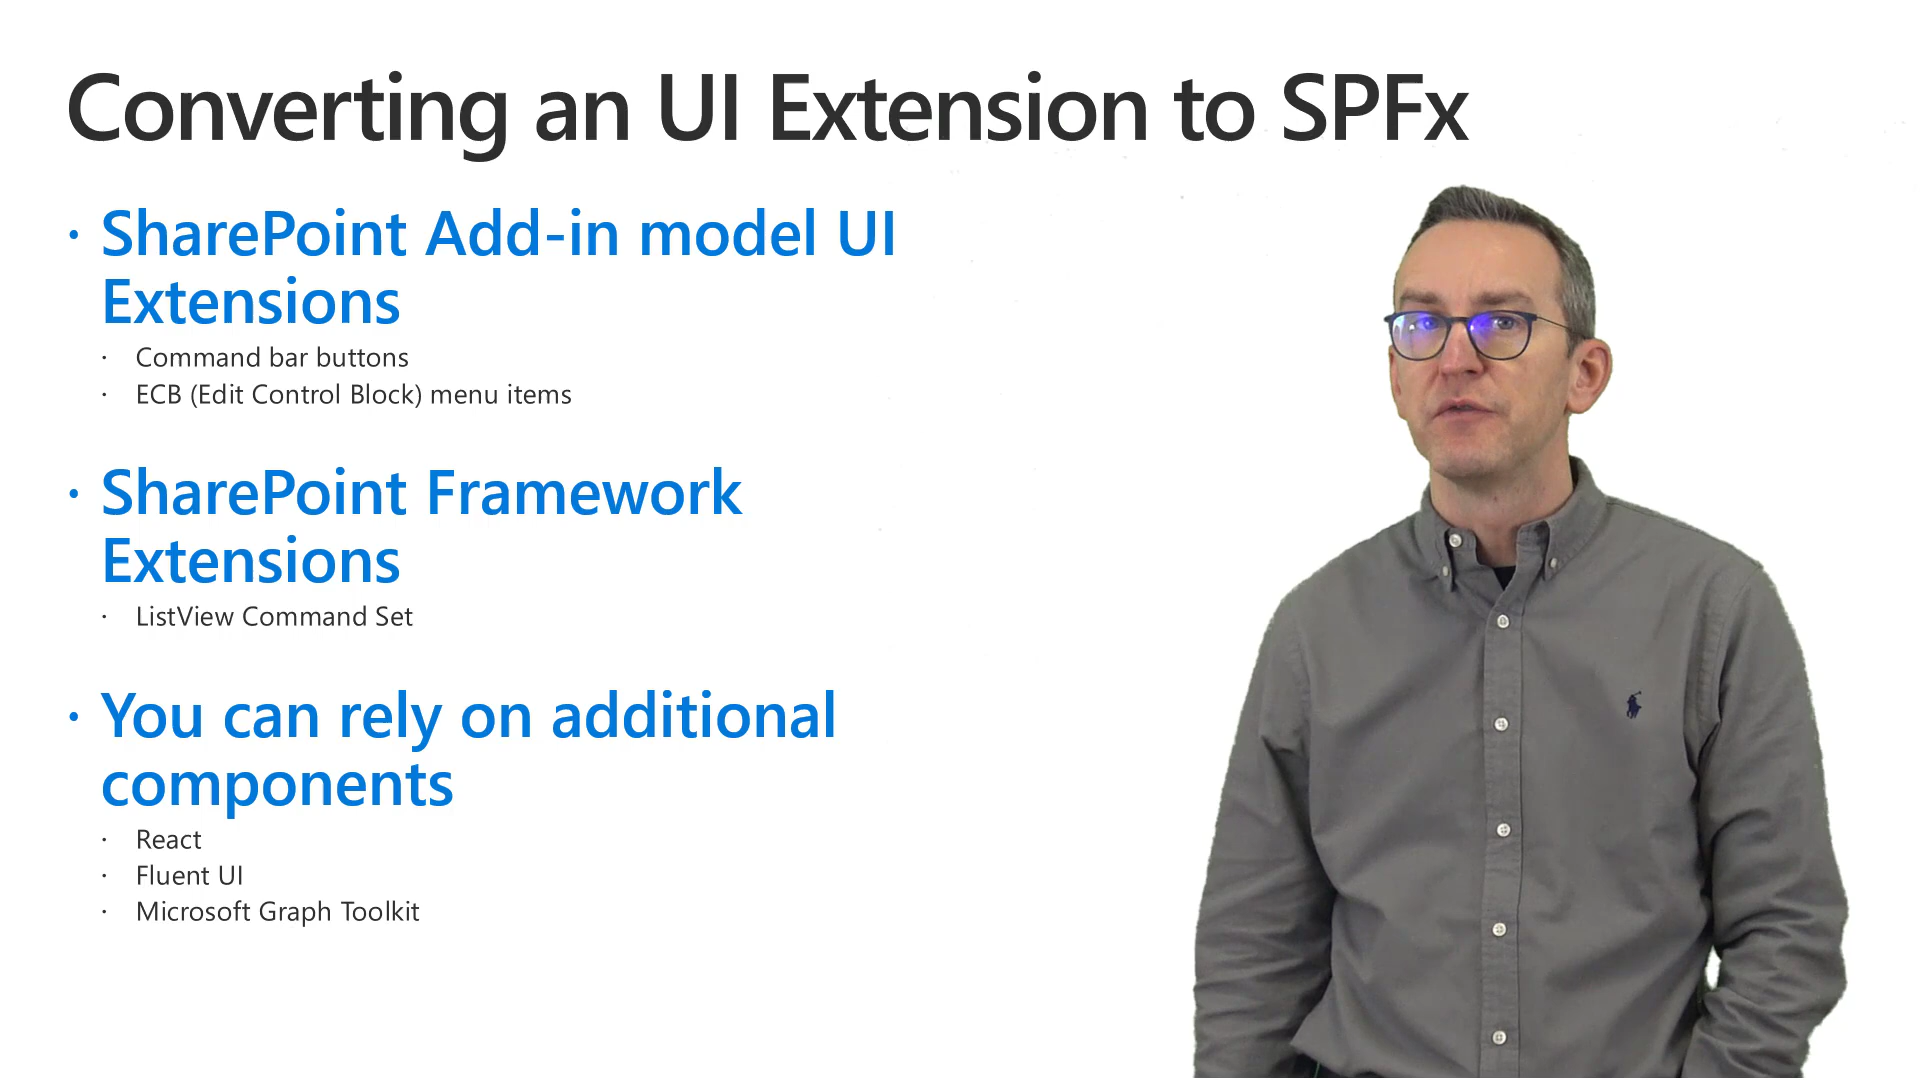 Converting an UI Extension to SPFx
· SharePoint Add-in model UI
Extensions
· Command bar buttons
· ECB (Edit Control Block) menu items
· SharePoint Framework
Extensions
· ListView Command Set
· You can rely on additional
components
· React
· Fluent UI
· Microsoft Graph Toolkit